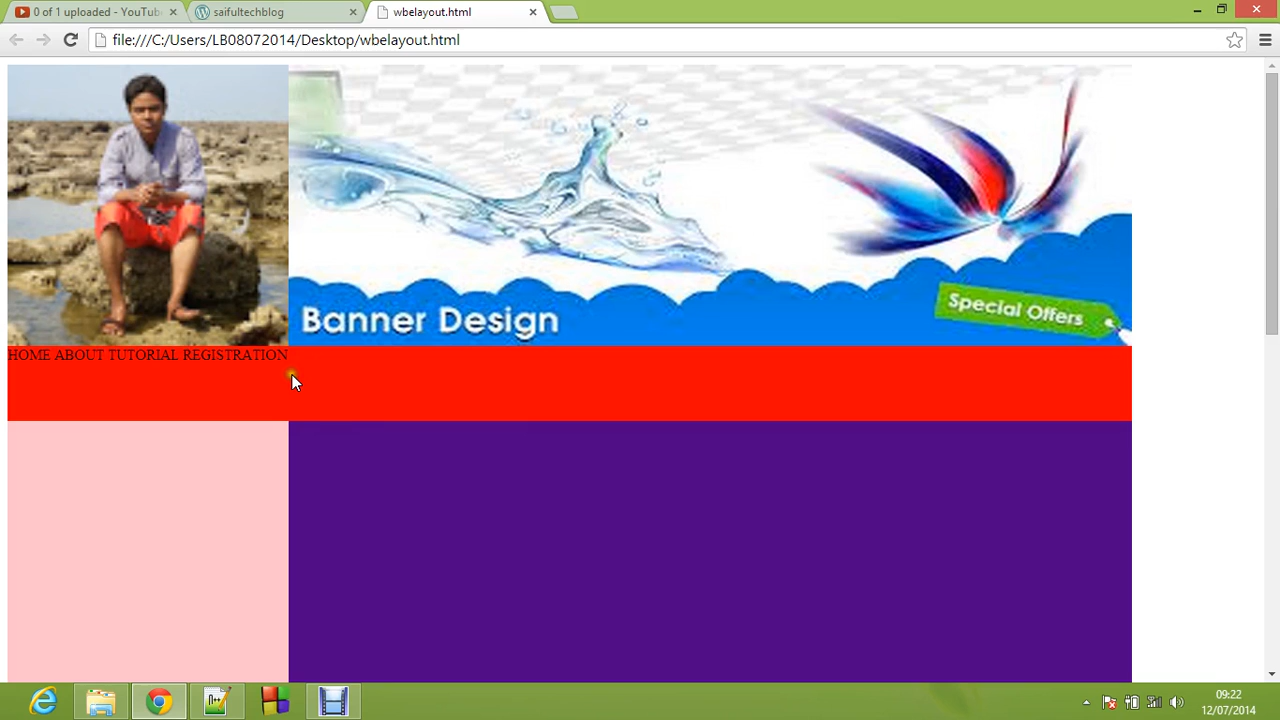 0 of 1 uploaded - YouTub
saifultechblog
wbelayout.html
file:///C:/Users/LB08072014/Desktop/wbelayout.html
Banner Design
Special Offers
HOME ABOUT TUTORIAL REGISTRATION
09:22
12/07/2014